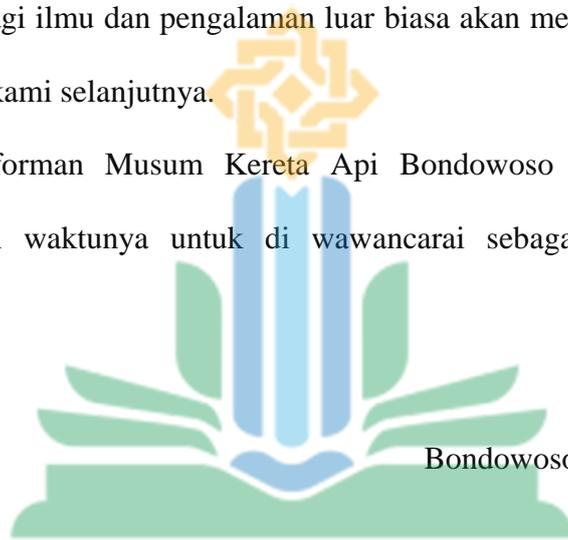 gi ilmu dan pengalaman luar biasa akan me
kami selanjutnya.
forman Musum Kereta Api Bondowoso
waktunya untuk di wawancarai sebaga
Bondowoso